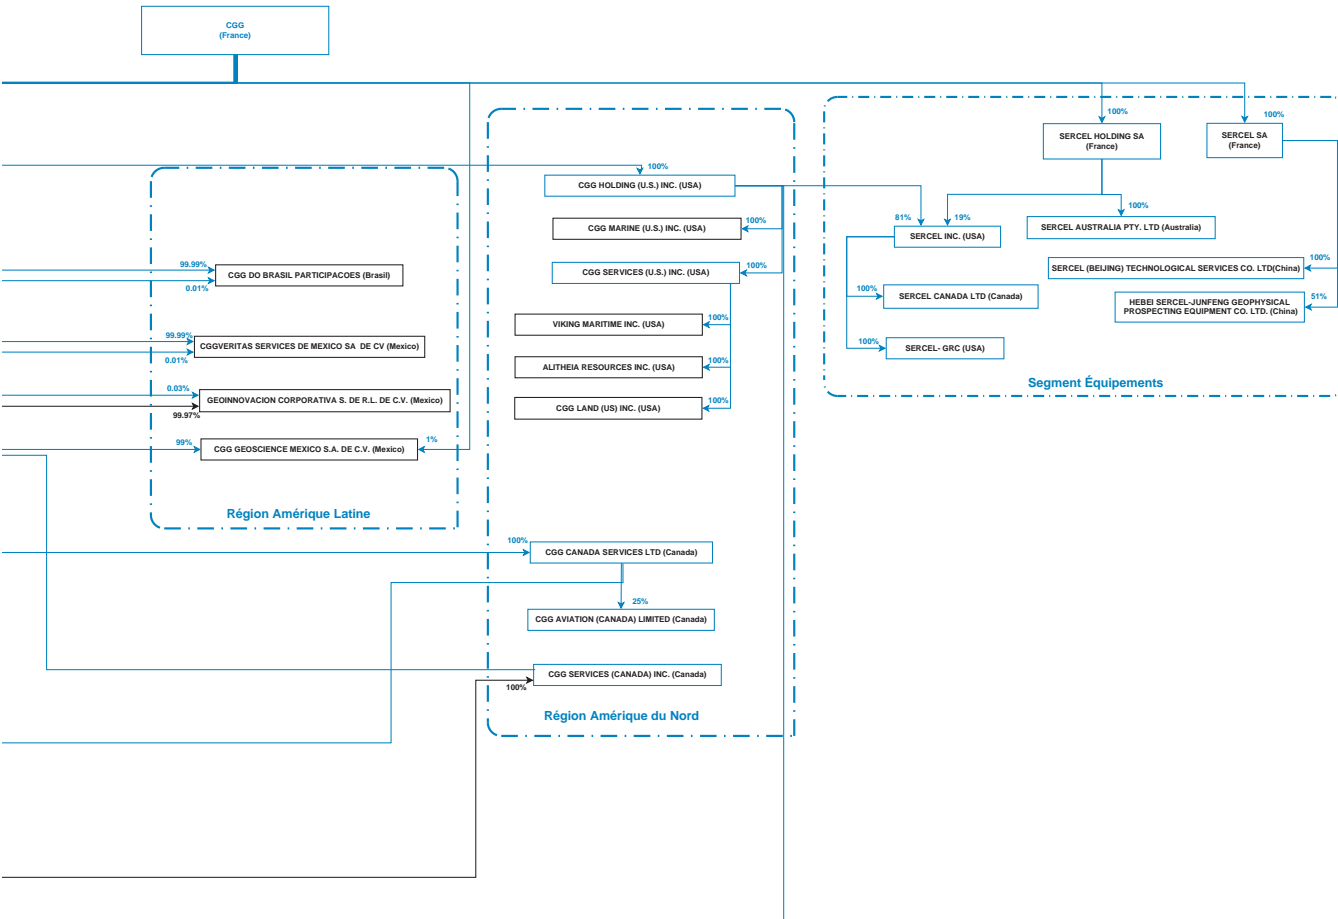 CGG
(France)
100%
100%
SERCEL HOLDING SA
(France)
SERCEL SA
(France)
100%
CGG HOLDING (U.S.) INC. (USA)
81%
19%
100%
CGG MARINE (U.S.) INC. (USA)
100%
SERCEL INC. (USA)
SERCEL AUSTRALIA PTY. LTD (Australia)
99.99%
CGG DO BRASIL PARTICIPACOES (Brasil)
0.01%
CGG SERVICES (U.S.) INC. (USA)
100%
SERCEL (BEIJING) TECHNOLOGICAL SERVICES CO. LTD(China)
100%
100%
SERCEL CANADA LTD (Canada)
HEBEI SERCEL-JUNFENG GEOPHYSICAL
PROSPECTING EQUIPMENT CO. LTD. (China)
51%
VIKING MARITIME INC. (USA)
100%
99.99%
CGGVERITAS SERVICES DE MEXICO SA  DE CV (Mexico)
0.01%
100%
SERCEL- GRC (USA)
ALITHEIA RESOURCES INC. (USA)
100%
Segment Équipements
0.03%
GEOINNOVACION CORPORATIVA S. DE R.L. DE C.V. (Mexico)
99.97%
CGG LAND (US) INC. (USA)
100%
99%
CGG GEOSCIENCE MEXICO S.A. DE C.V. (Mexico)
1%
Région Amérique Latine
100%
CGG CANADA SERVICES LTD (Canada)
25%
CGG AVIATION (CANADA) LIMITED (Canada)
CGG SERVICES (CANADA) INC. (Canada)
100%
Région Amérique du Nord